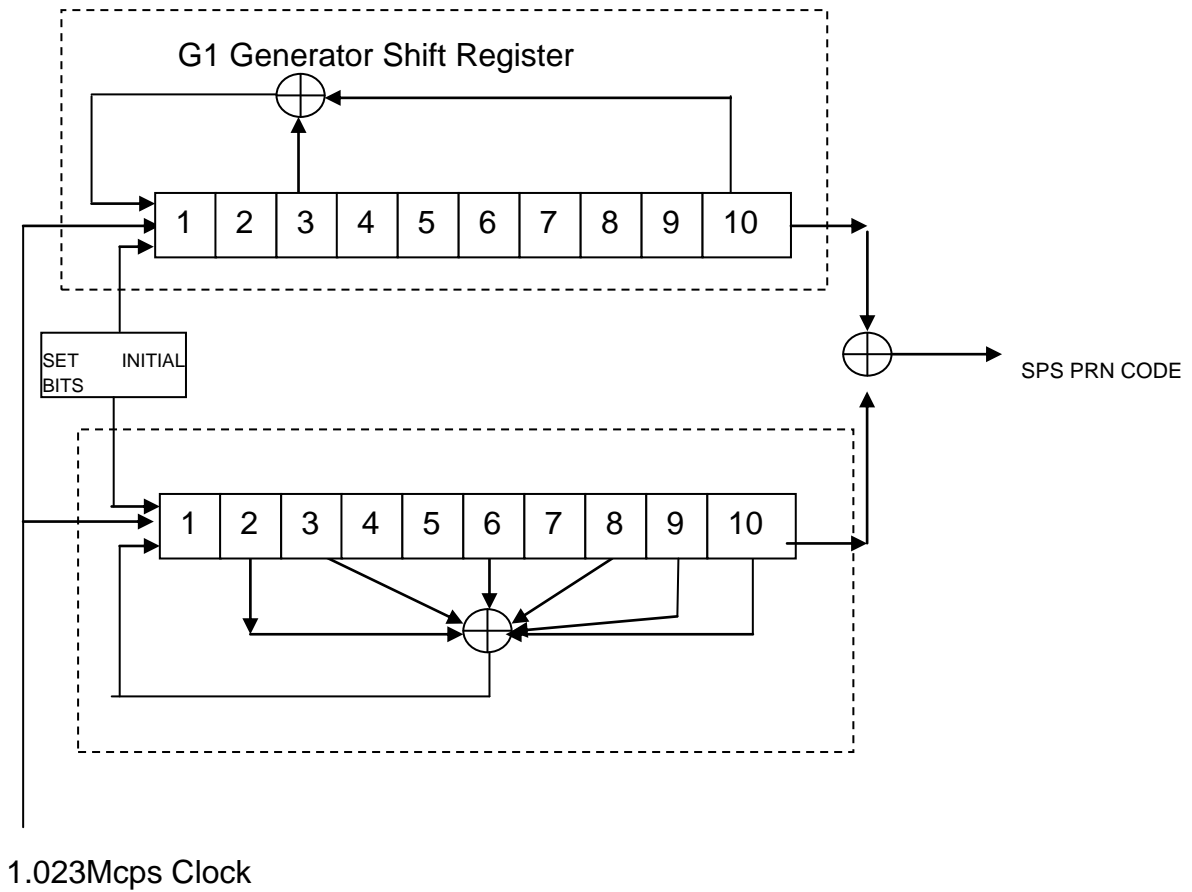 G1 Generator Shift Register
1 2 3 4 5 6 7 8 9 10
SET INITIAL
BITS
SPS PRN CODE
1 2 3 4 5 6 7 8 9 10
1.023Mcps Clock